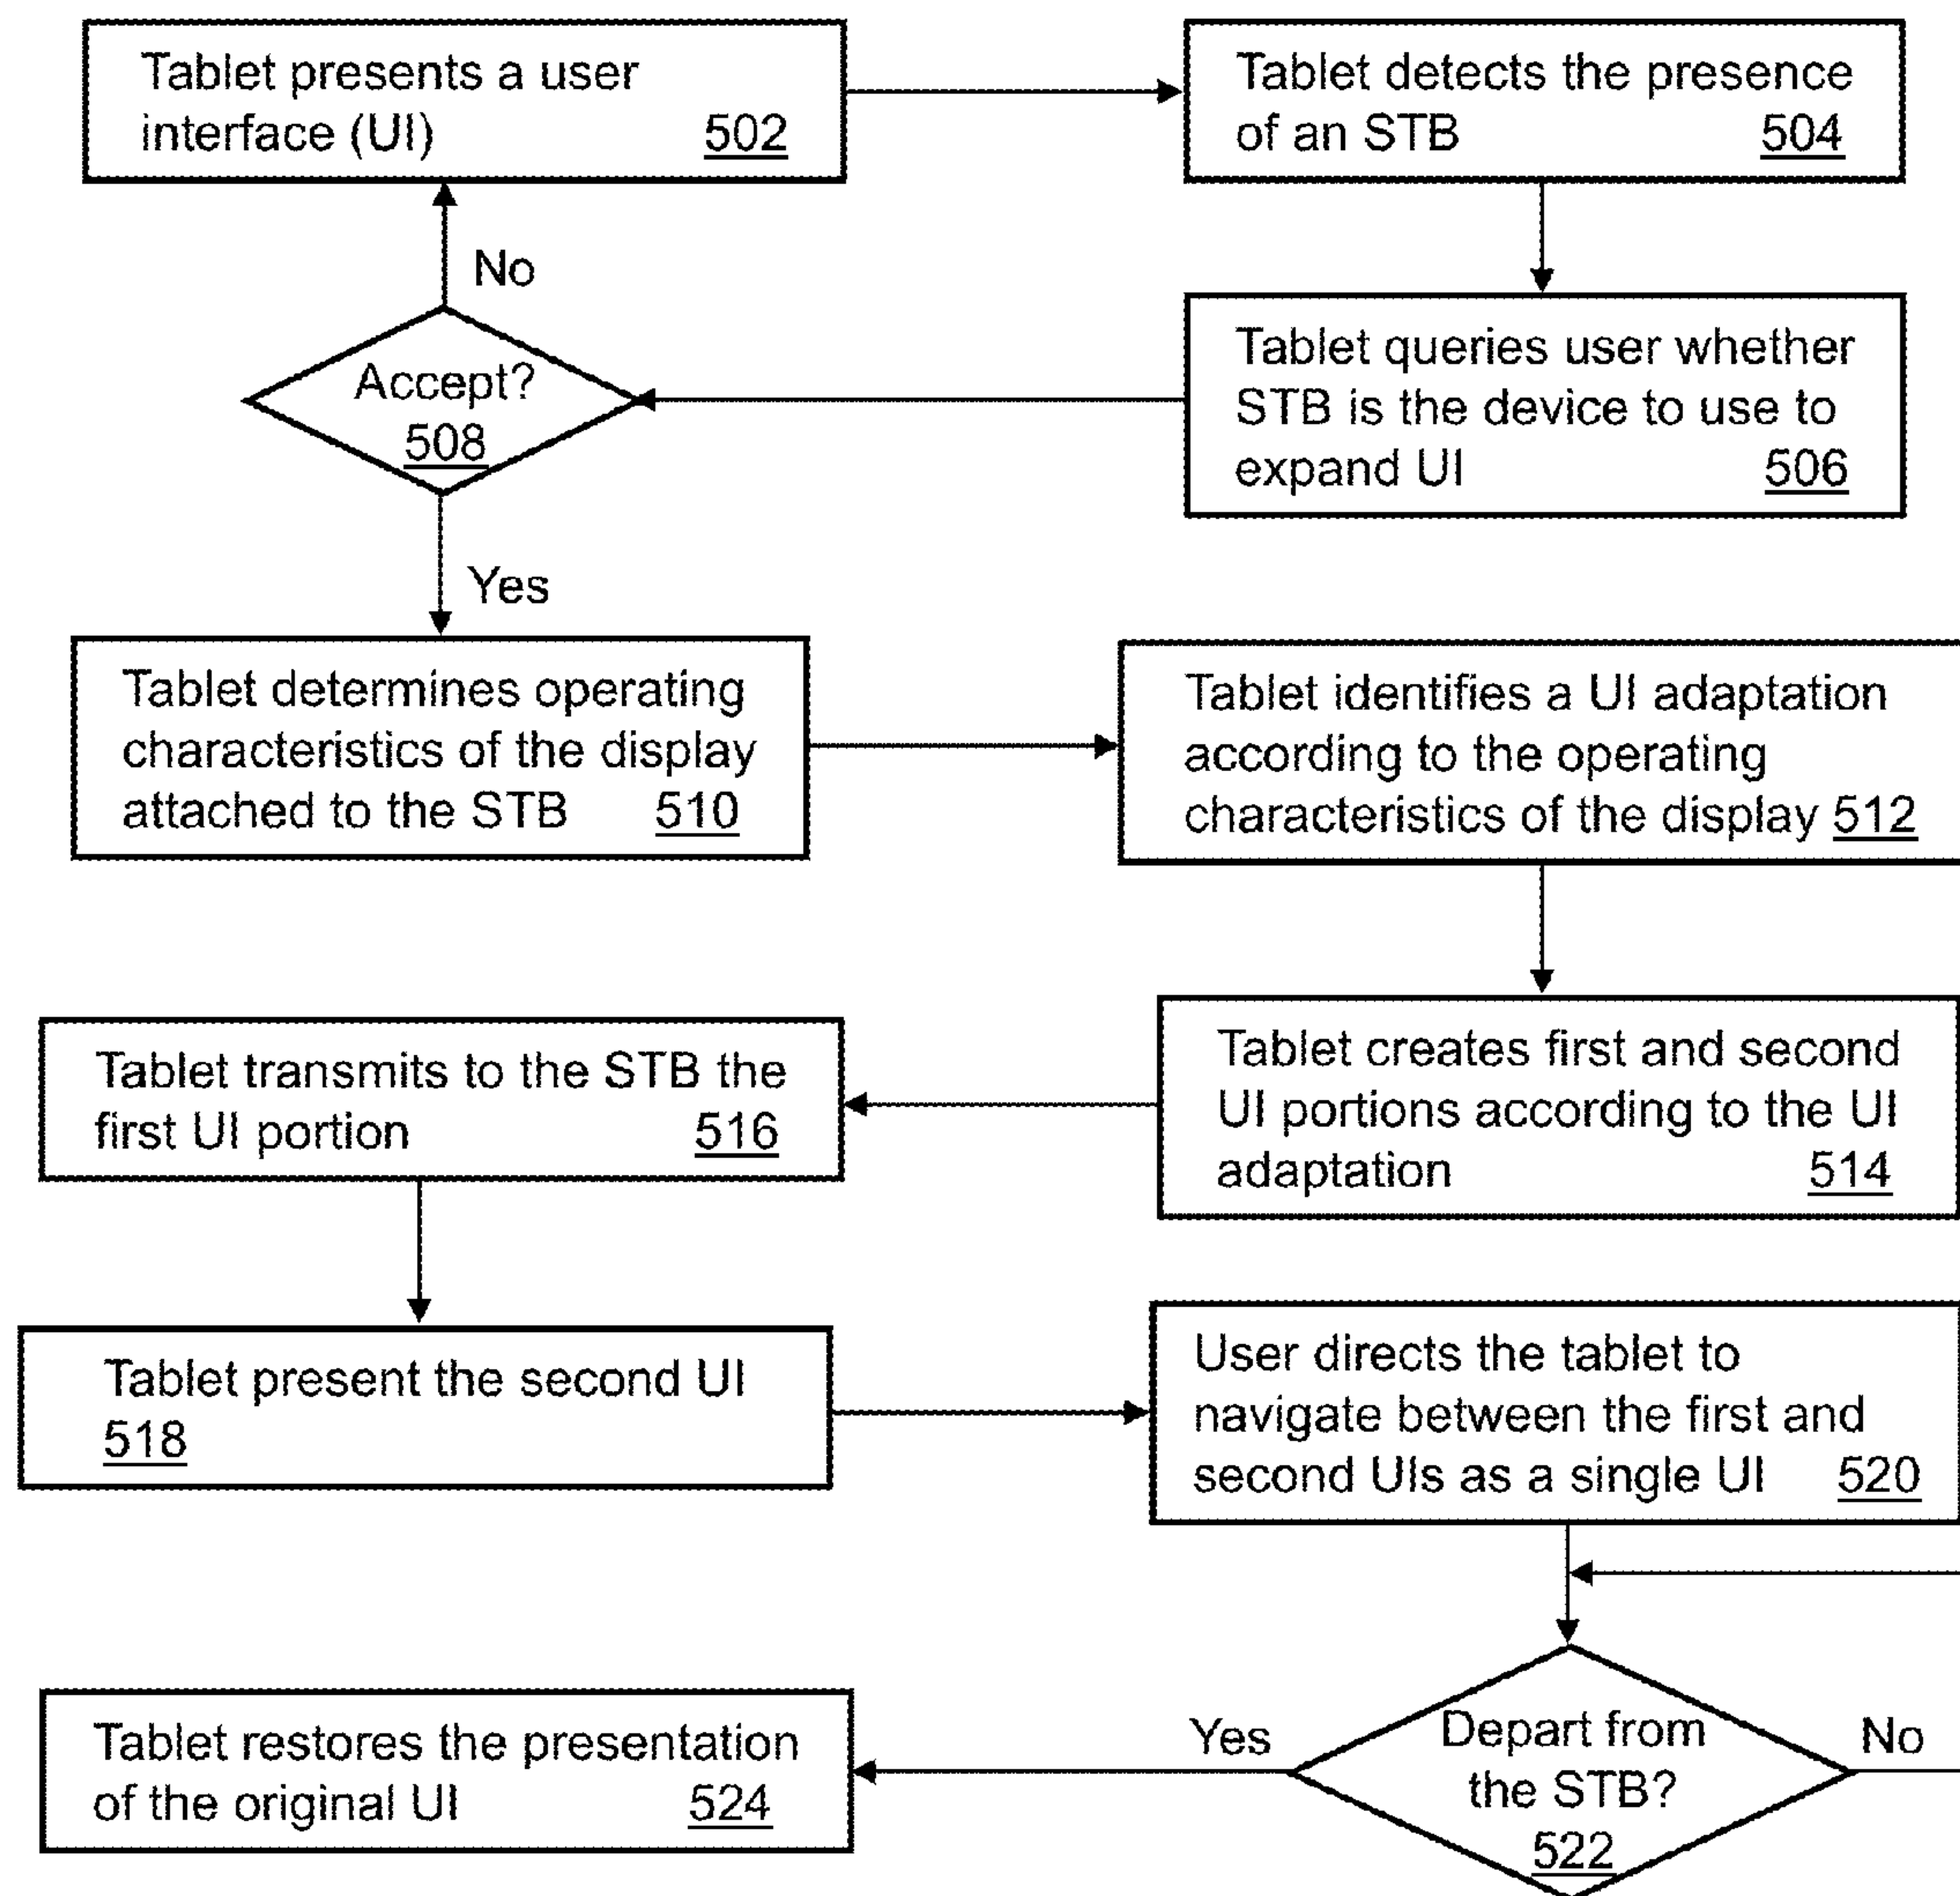 Tablet presents a user
interface (UI) 502
Tablet detects the presence
of an STB 504
No
Tablet queries user whether
STB is the device to use to
expand UI 506
Accept?
508
Yes
Tablet determines operating
characteristics of the display
attached to the STB 510
Tablet identifies a UI adaptation
according to the operating
characteristics of the display 512
Tablet creates first and second
UI portions according to the UI
adaptation 514
Tablet transmits to the STB the
first UI portion 516
Tablet present the second UI
518
User directs the tablet to
navigate between the first and
second UIs as a single UI 520
Depart from
the STB?
522
Yes
No
Tablet restores the presentation
of the original UI 524